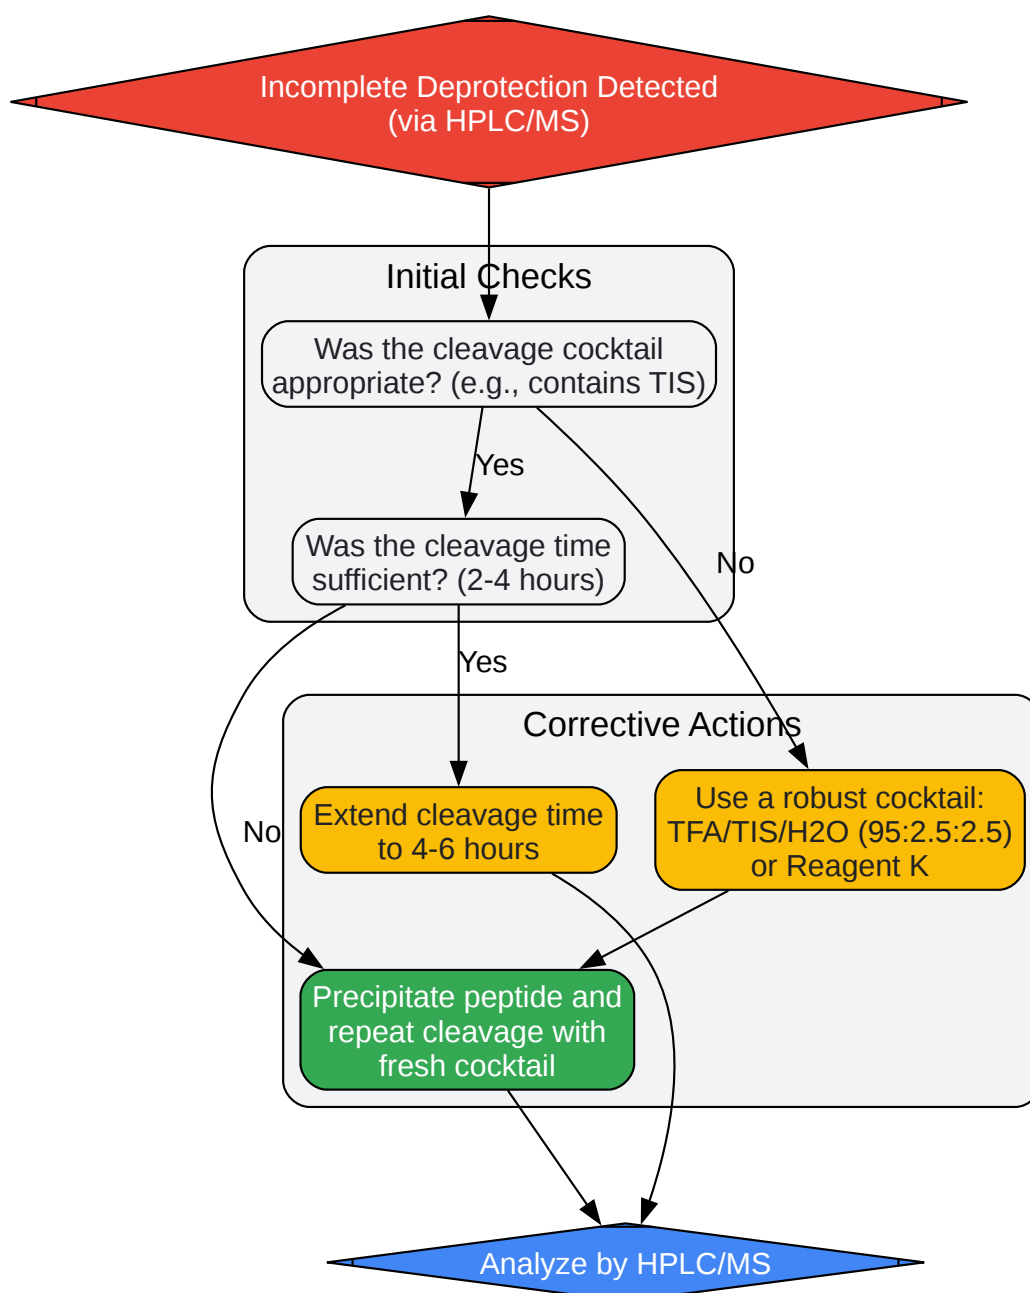 Incomplete Deprotection Detected
(via HPLC/MS)
Initial Checks
Was the cleavage cocktail
appropriate? (e.g., contains TIS)
Yes
No
Was the cleavage time
sufficient? (2-4 hours)
Yes
No
Corrective Actions
Extend cleavage time
to 4-6 hours
Use a robust cocktail:
TFA/TIS/H2O (95:2.5:2.5)
or Reagent K
Precipitate peptide and
repeat cleavage with
fresh cocktail
Analyze by HPLC/MS